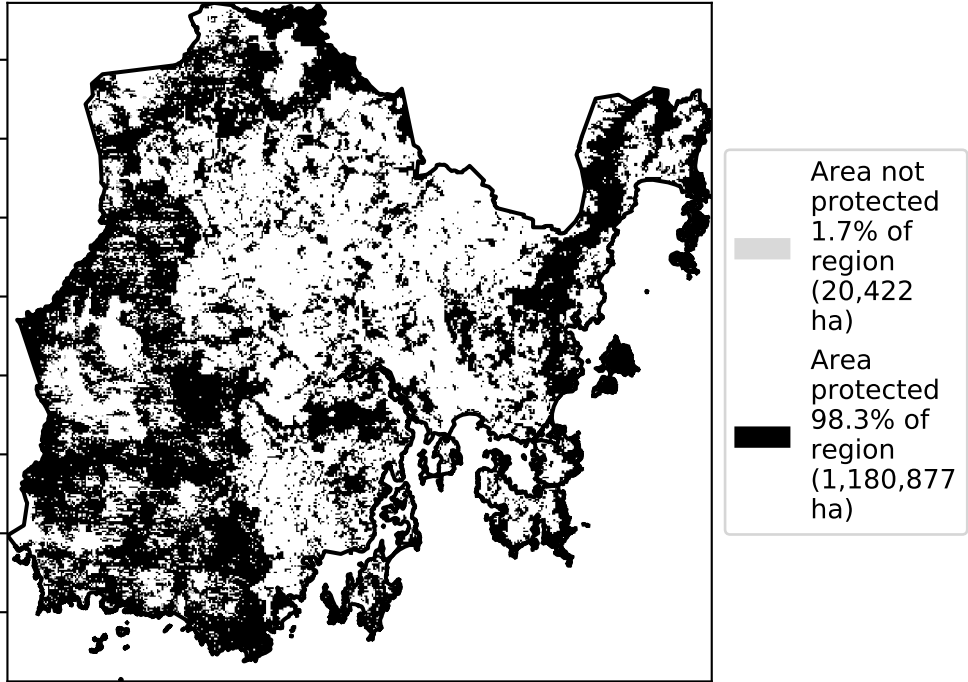 Area not
protected
1.7% of
region
(20,422
ha)
Area
protected
98.3% of
region
(1,180,877
ha)